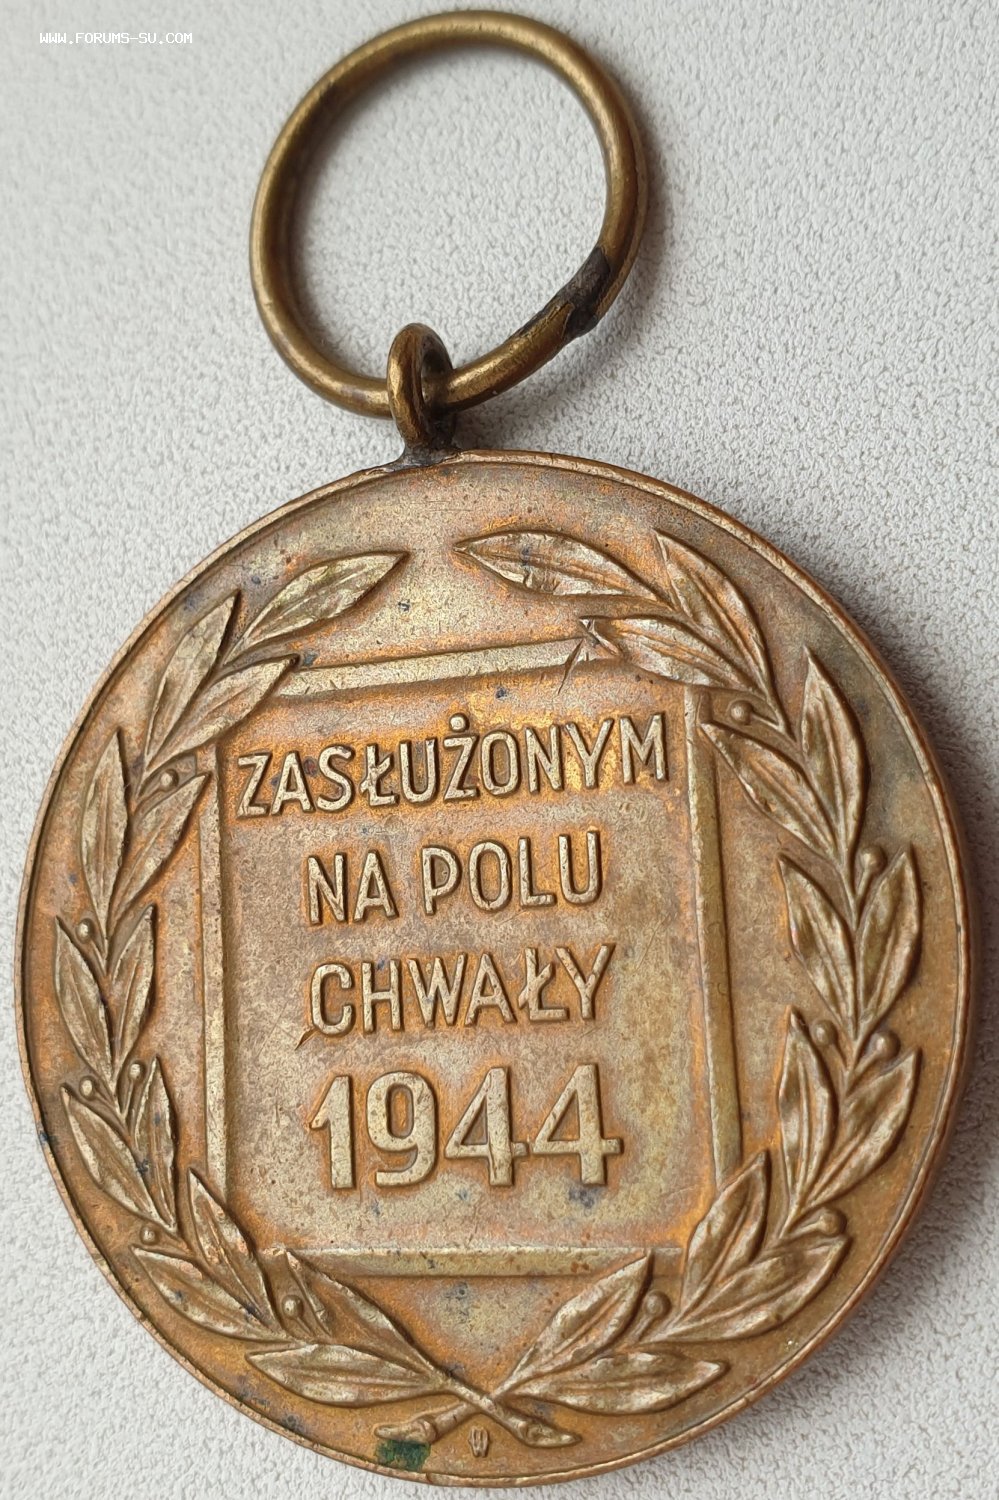 WWW.FORUMS-SU.COM
ZASŁUŻONYM
NA POLU
CHWAŁY
1944